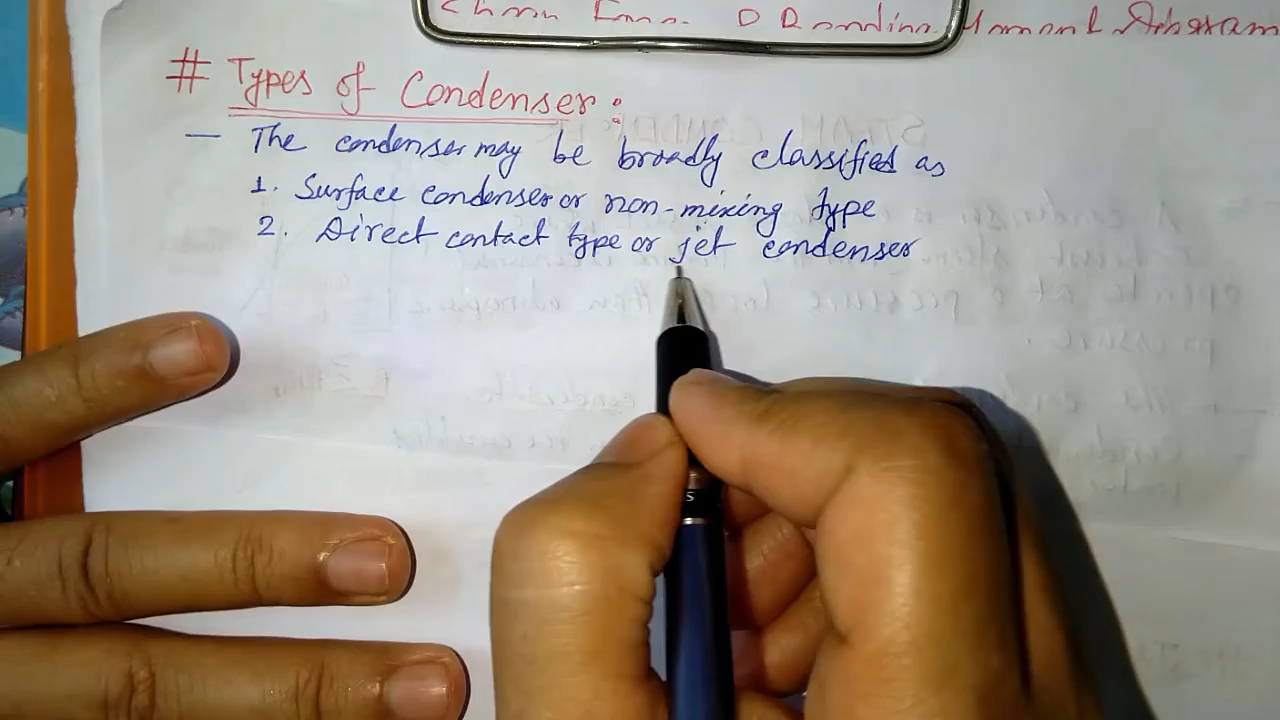 Moment
# Types of Condenser:
— The condenser may be broadly classified as
1. Surface condenser or non-mixing type
2. Direct contact type or jet condenser
S